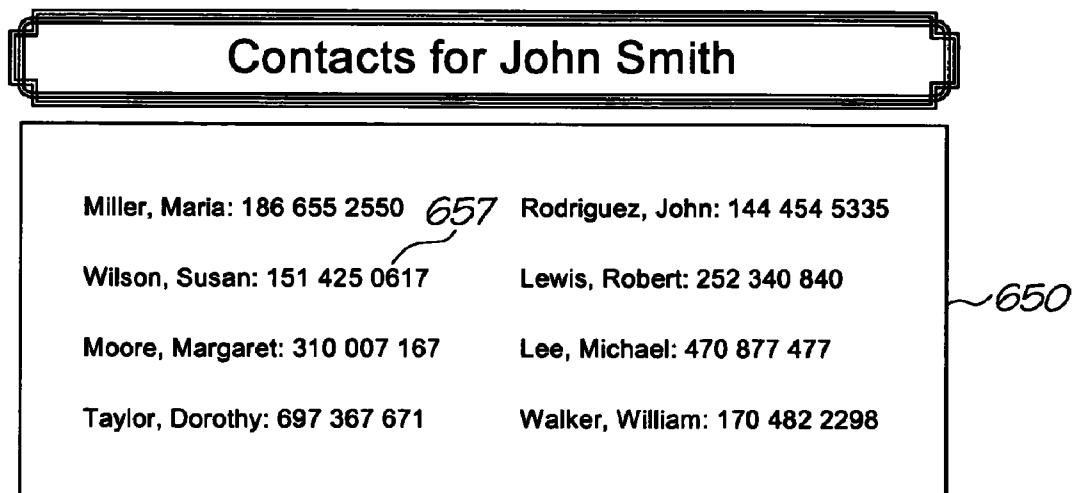 Contacts for John Smith
Miller, Maria: 186 655 2550 657 Rodriguez, John: 144 454 5335
Wilson, Susan: 151 425 0617 Lewis, Robert: 252 340 840
650
Moore, Margaret: 310 007 167 Lee, Michael: 470 877 477
Taylor, Dorothy: 697 367 671 Walker, William: 170 482 2298